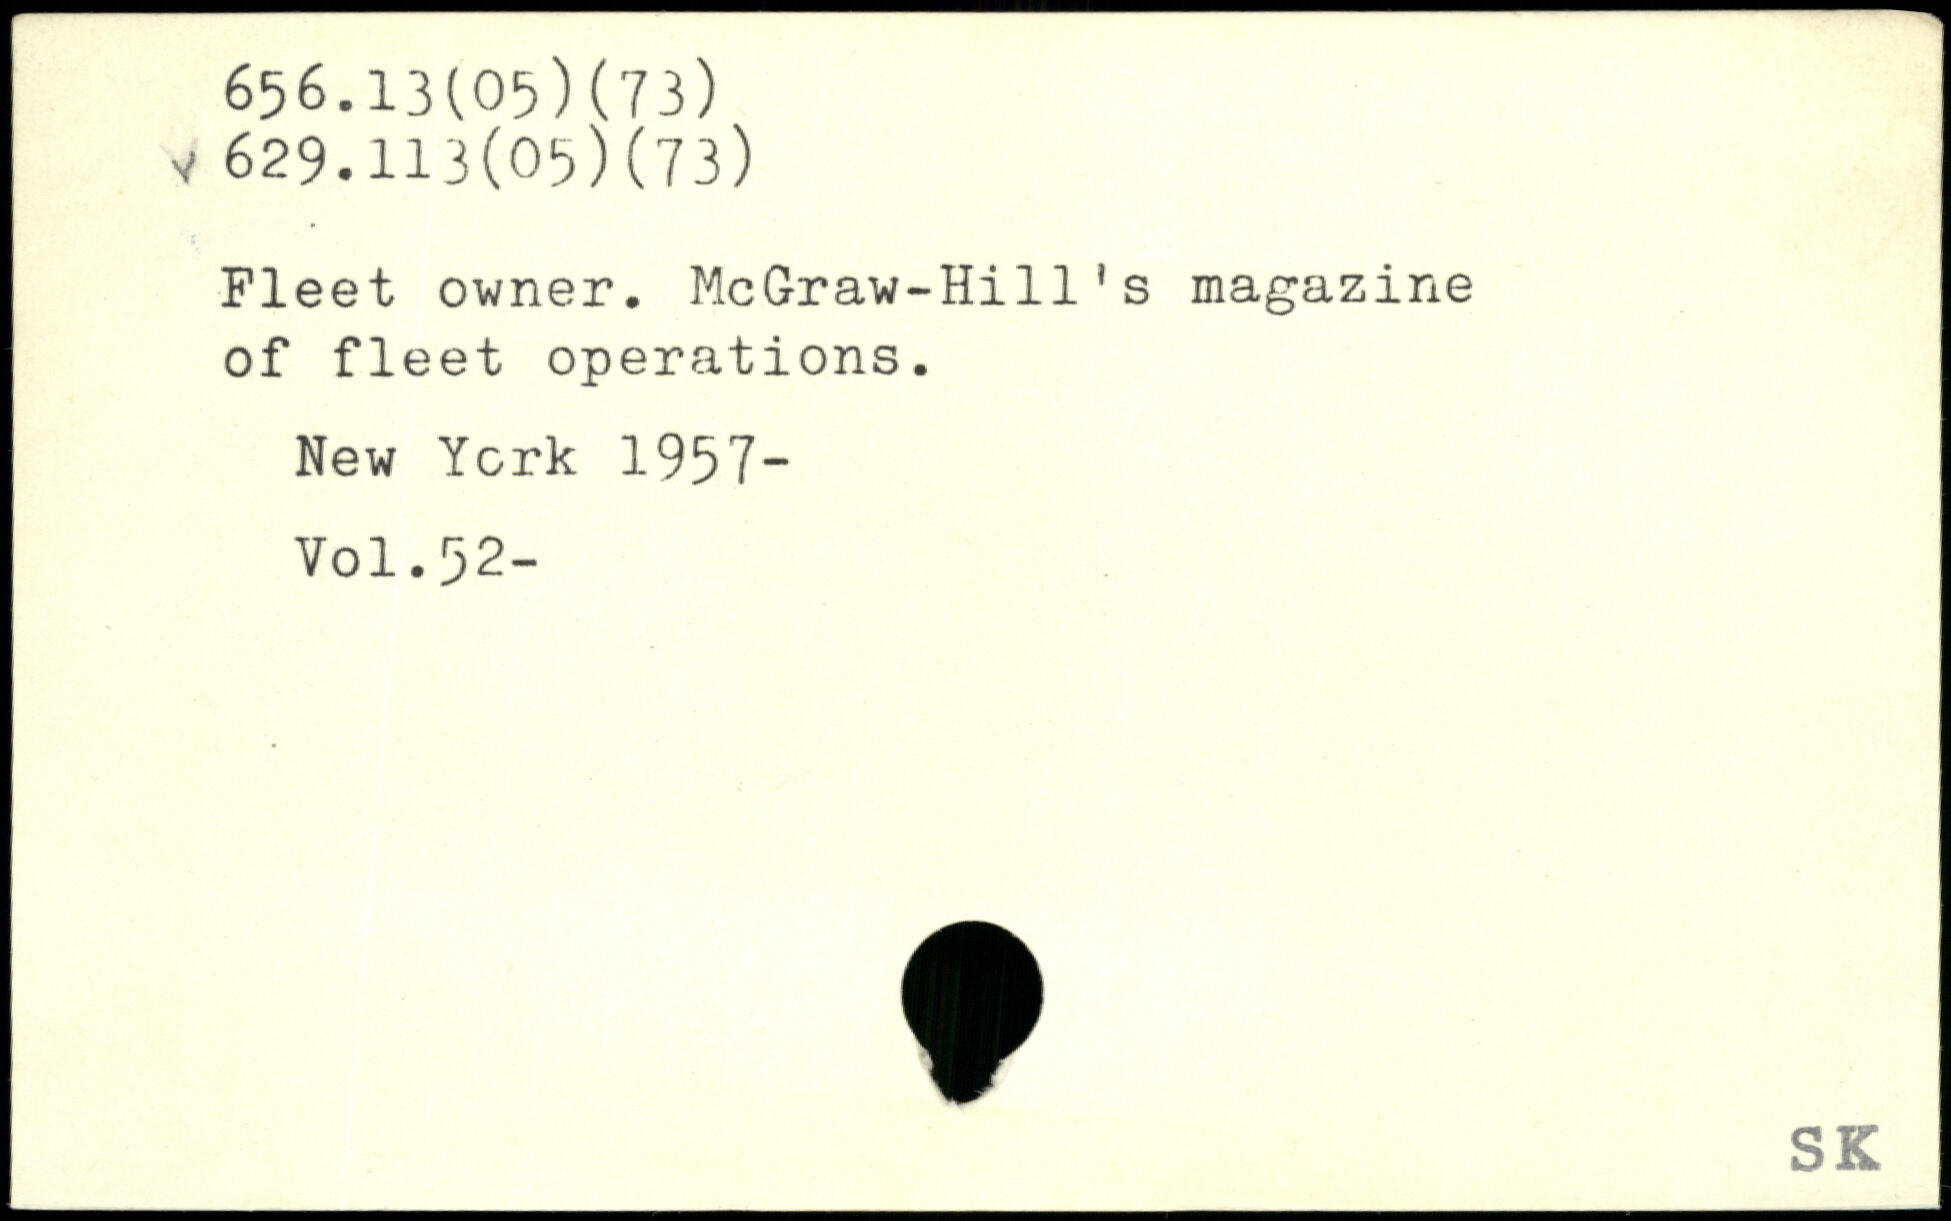 656.13(05)(73)
✓ 629.113(05)(73)
Fleet owner. McGraw-Hill's magazine
of fleet operations.
New York 1957-
Vol.52-
SK